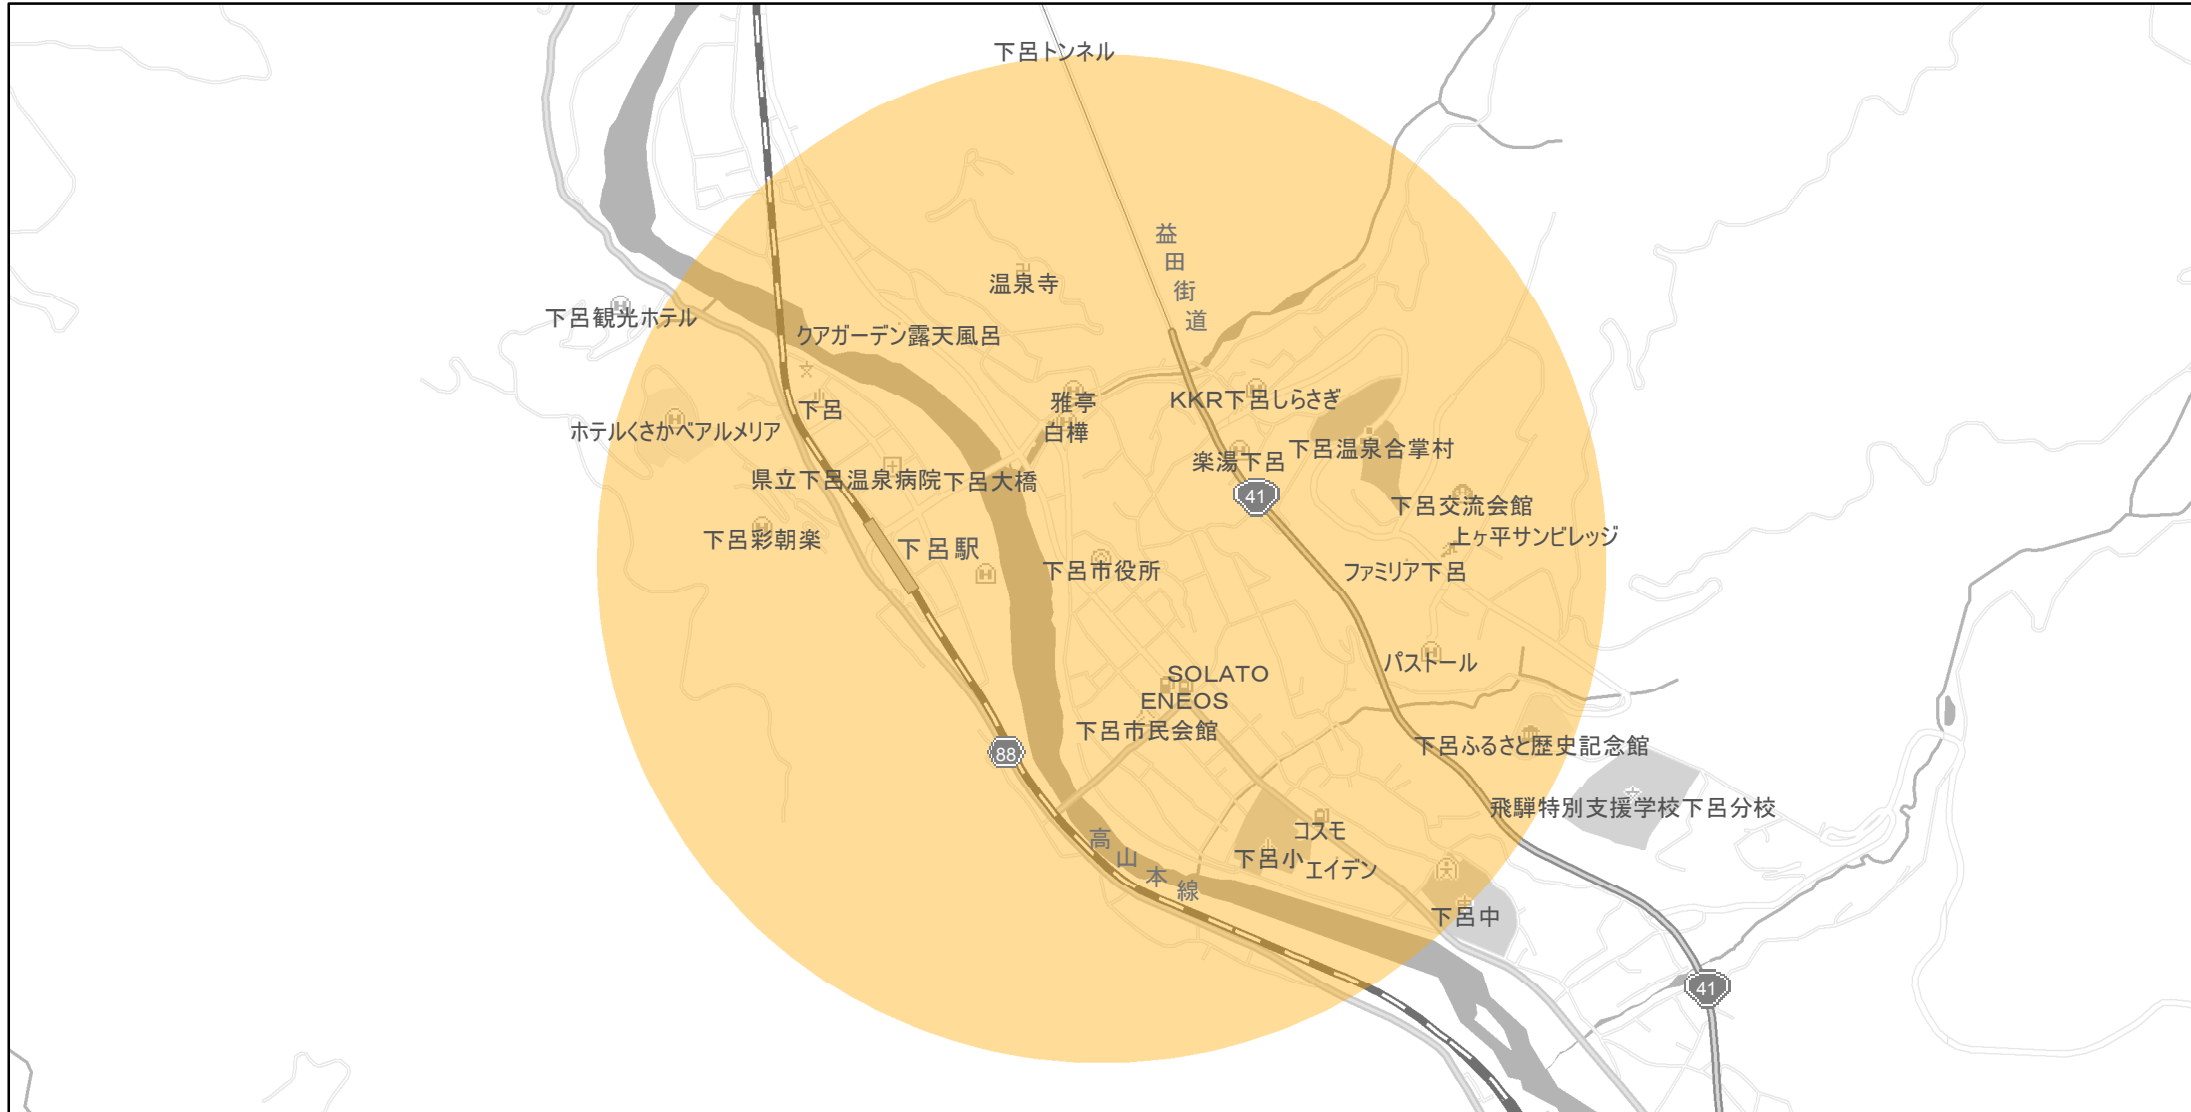 下呂トンネル
益田街道
温泉寺
下呂観光ホテル
クアガーデン露天風呂
雅亭
KKR下呂しらさぎ
下呂
白樺
ホテルくさかべアルメリア
下呂温泉合掌村
楽湯下呂
県立下呂温泉病院
下呂大橋
41
下呂交流会館
上ヶ平サンビレッジ
下呂彩朝楽
下呂駅
下呂市役所
ファミリア下呂
パストール
SOLATO
ENEOS
下呂市民会館
下呂ふるさと歴史記念館
88
飛騨特別支援学校下呂分校
コスモ
高山本線
下呂小
エイデン
下呂中
41